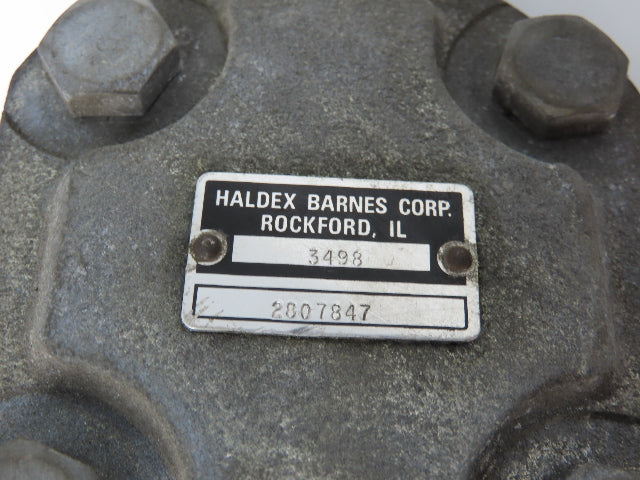 HALDEX BARNES CORP.
ROCKFORD, IL
3498
2807847